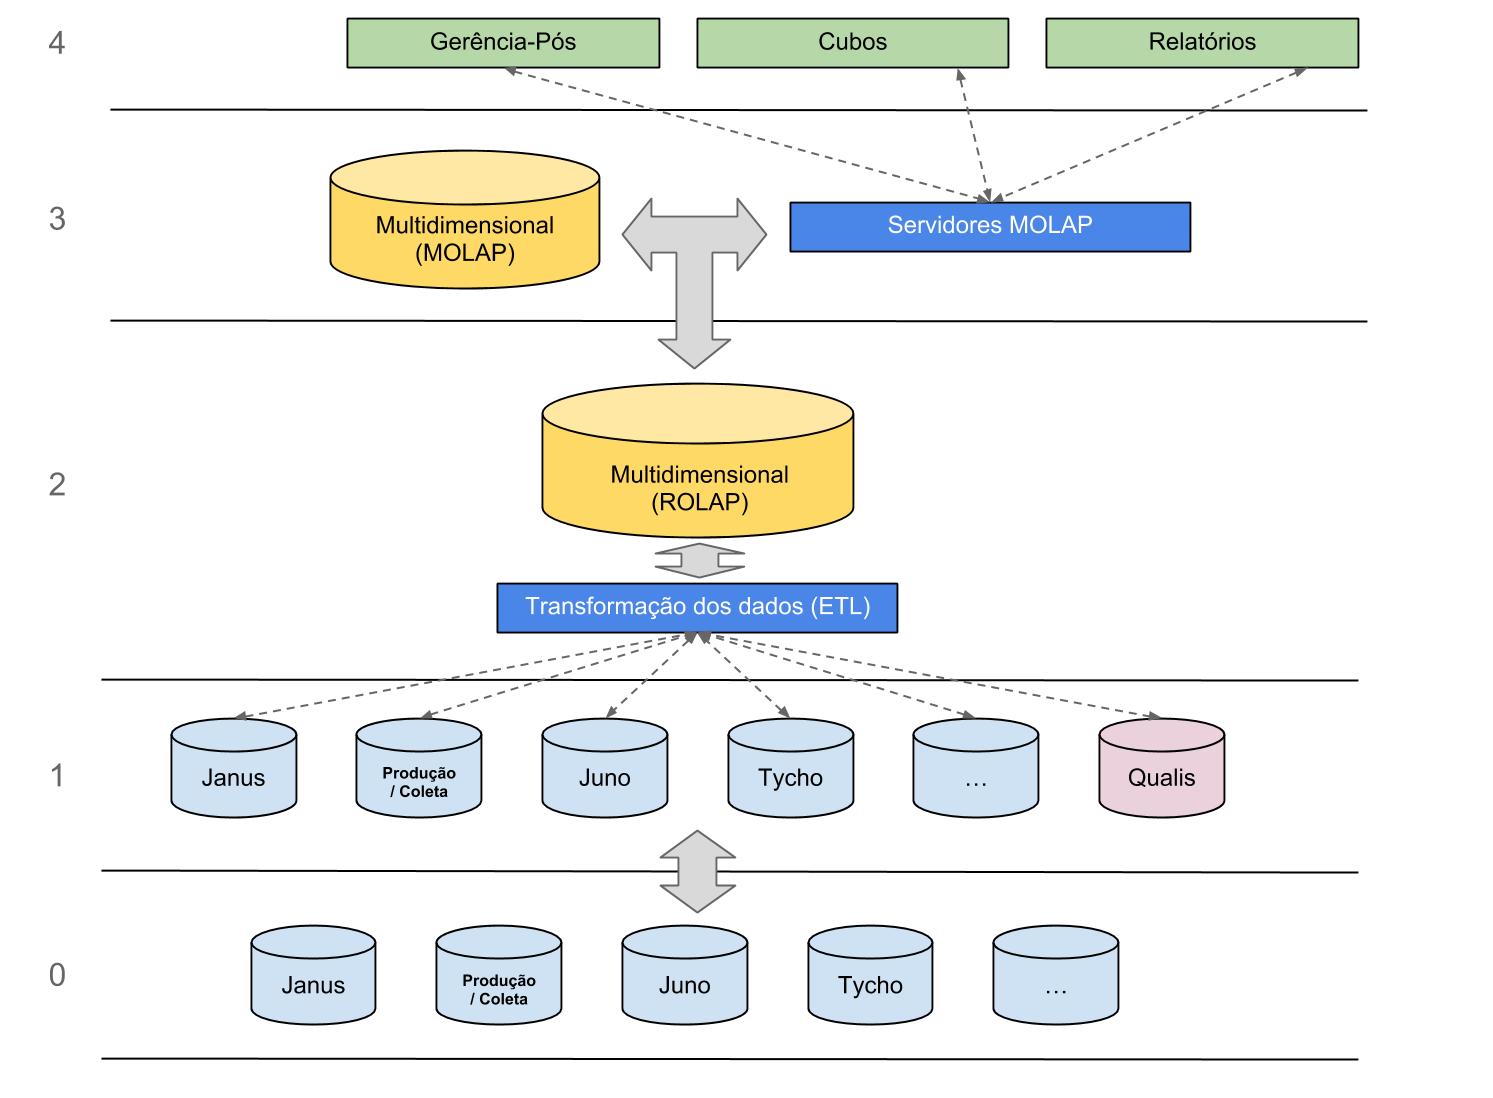 4
Gerência-Pós
Cubos
Relatórios
3
Multidimensional
(MOLAP)
Servidores MOLAP
2
Multidimensional
(ROLAP)
Transformação dos dados (ETL)
1
Janus
Produção
/ Coleta
Juno
Tycho
…
Qualis
0
Janus
Produção
/ Coleta
Juno
Tycho
…